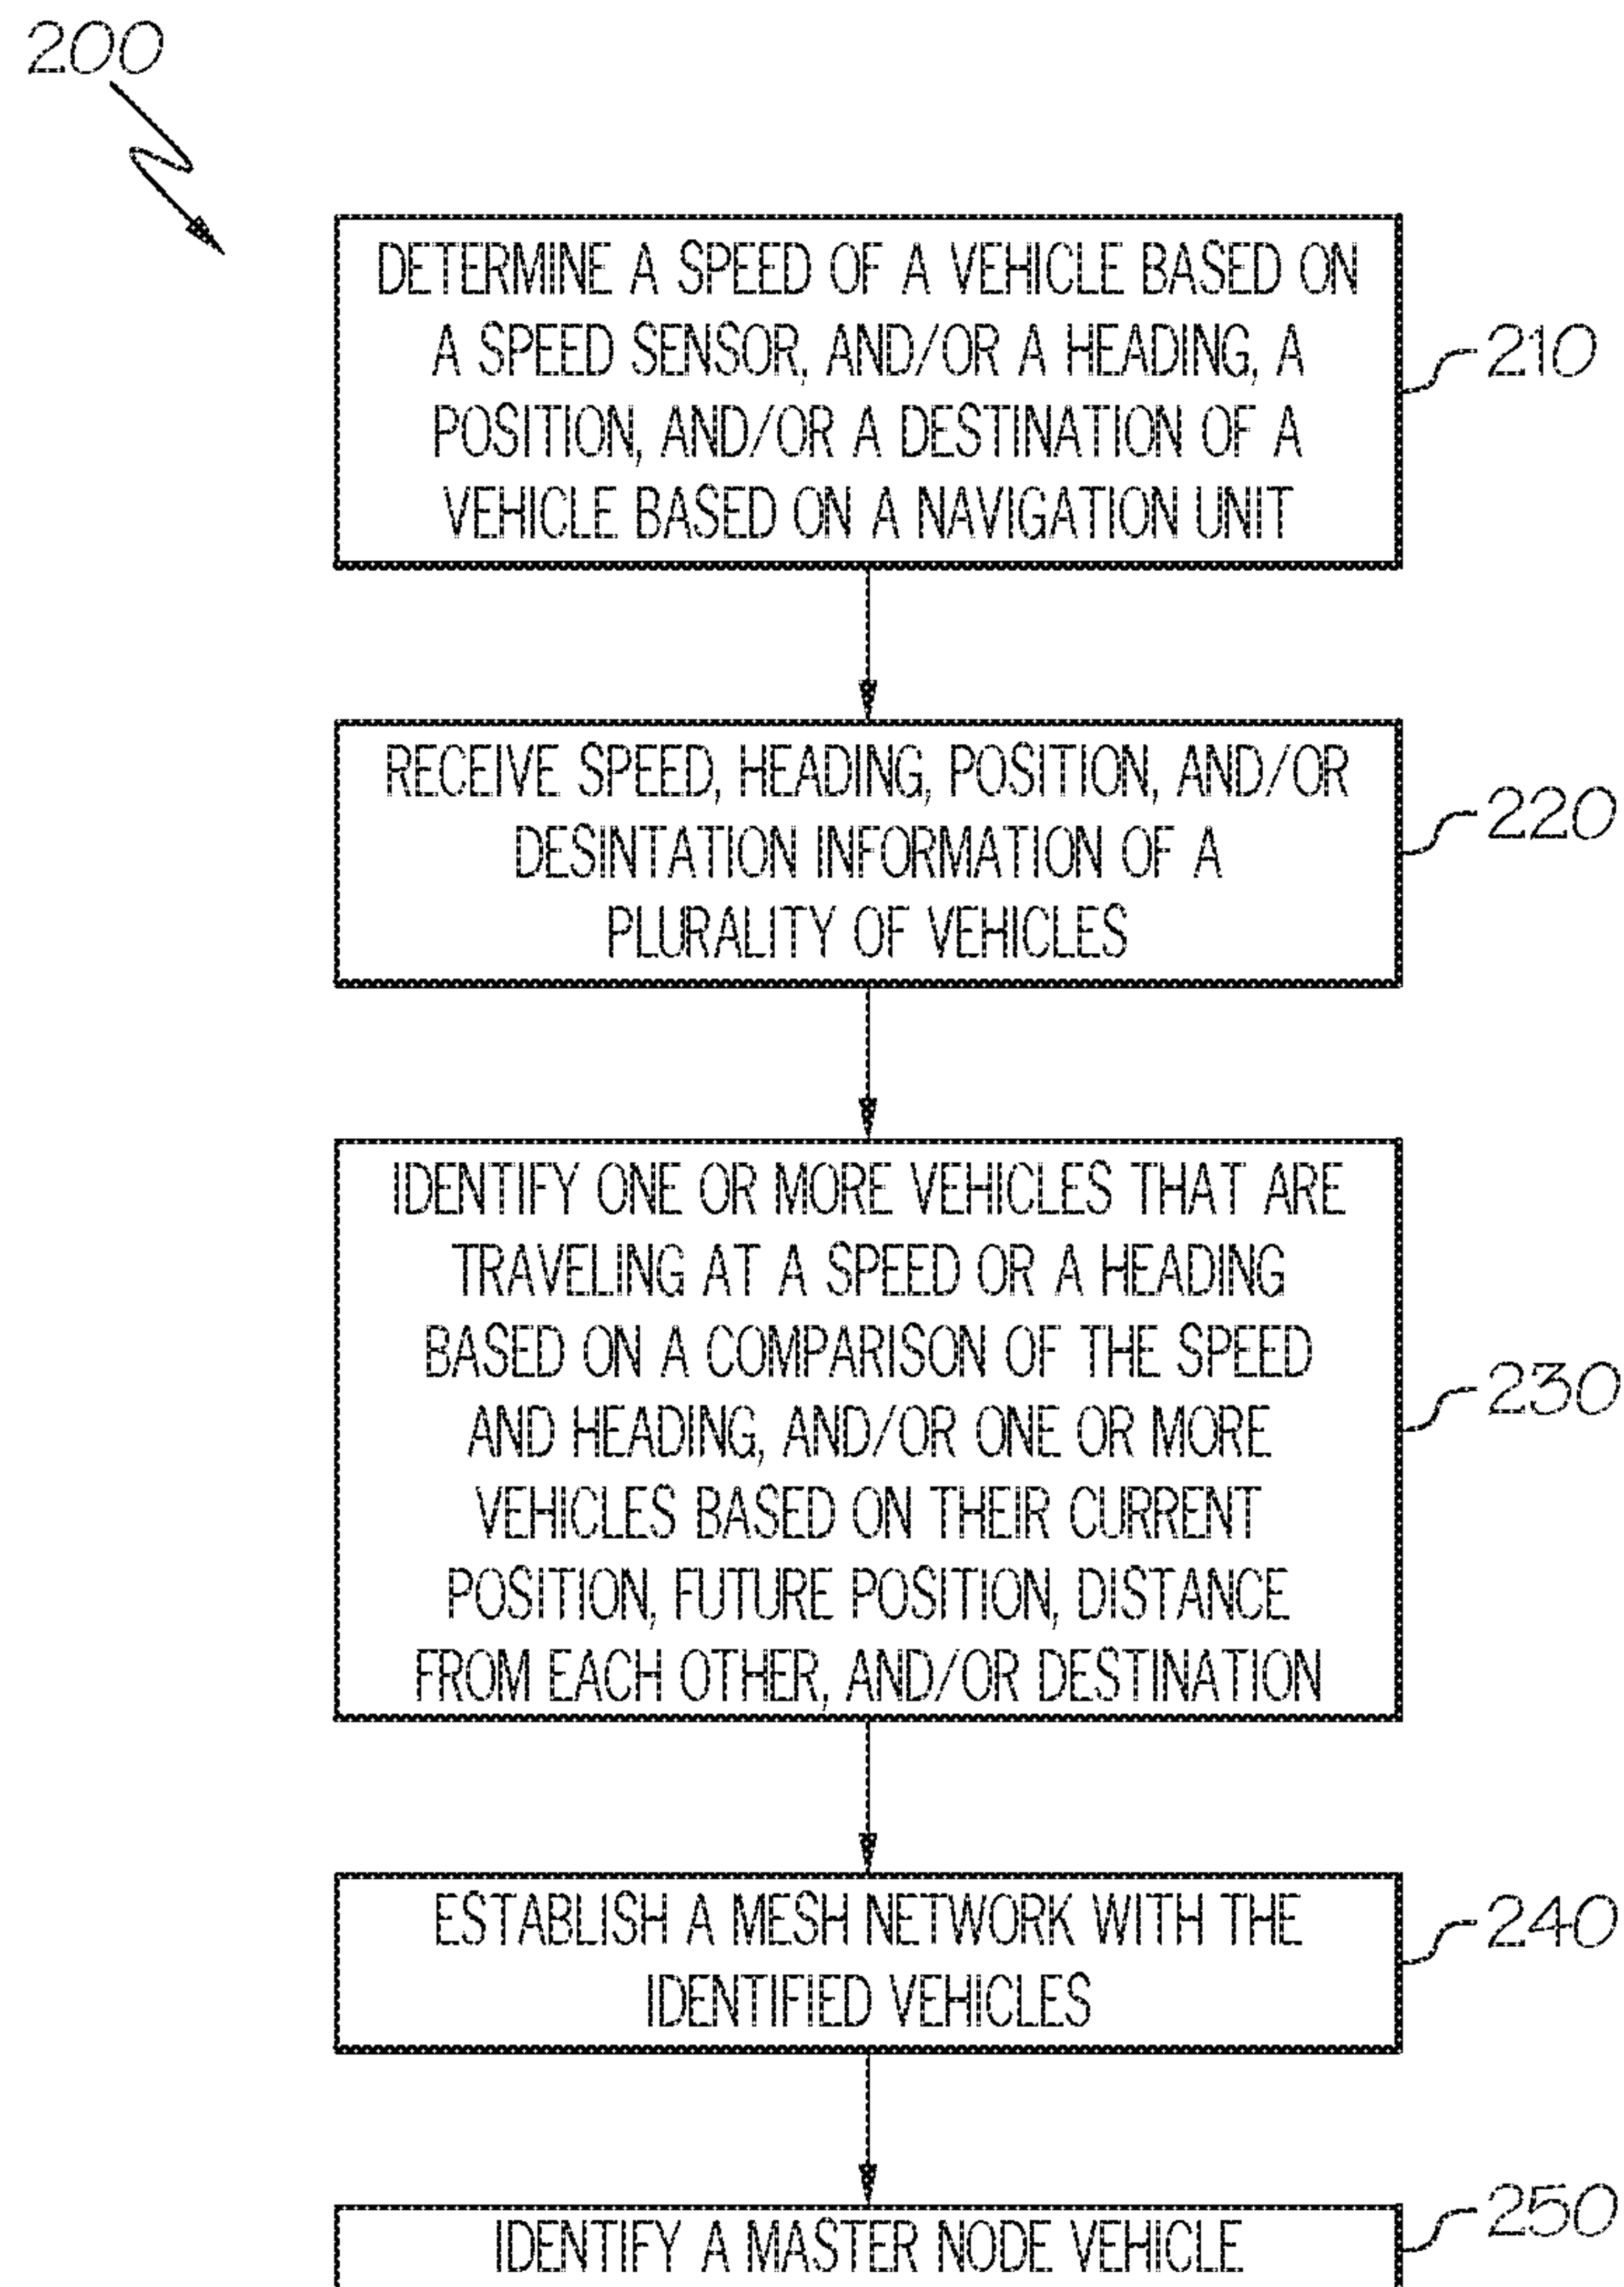 200
DETERMINE A SPEED OF A VEHICLE BASED ON
A SPEED SENSOR, AND/OR A HEADING, A
POSITION, AND/OR A DESTINATION OF A
VEHICLE BASED ON A NAVIGATION UNIT
210
RECEIVE SPEED, HEADING, POSITION, AND/OR
DESINTATION INFORMATION OF A
PLURALITY OF VEHICLES
220
IDENTIFY ONE OR MORE VEHICLES THAT ARE
TRAVELING AT A SPEED OR A HEADING
BASED ON A COMPARISON OF THE SPEED
AND HEADING, AND/OR ONE OR MORE
VEHICLES BASED ON THEIR CURRENT
POSITION, FUTURE POSITION, DISTANCE
FROM EACH OTHER, AND/OR DESTINATION
230
ESTABLISH A MESH NETWORK WITH THE
IDENTIFIED VEHICLES
240
IDENTIFY A MASTER NODE VEHICLE
250